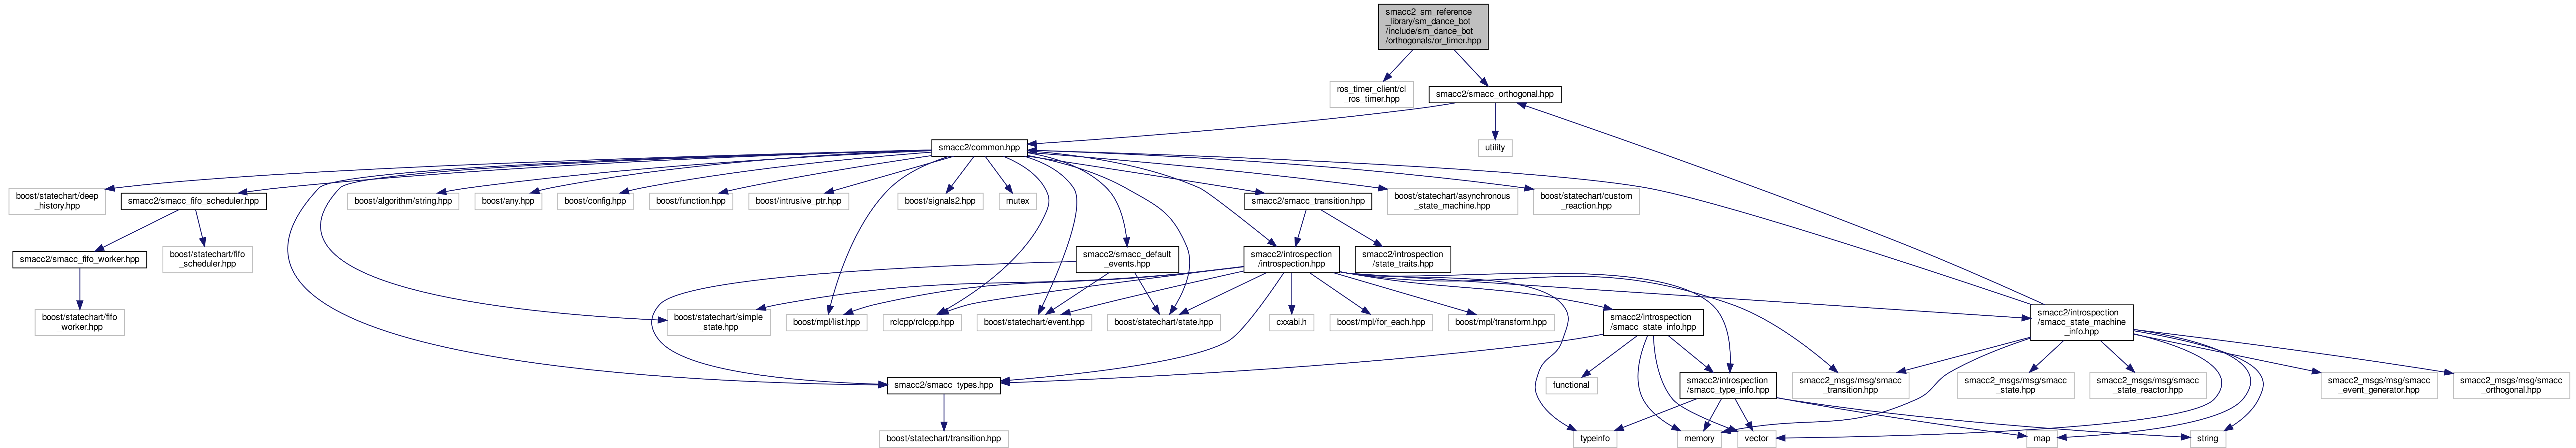 smacc2_sm_reference
_library/sm_dance_bot
/include/sm_dance_bot
/orthogonals/or_timer.hpp
ros_timer_client/cl
_ros_timer.hpp
smacc2/smacc_orthogonal.hpp
smacc2/common.hpp
utility
boost/statechart/deep
_history.hpp
smacc2/smacc_fifo_scheduler.hpp
boost/algorithm/string.hpp
boost/any.hpp
boost/config.hpp
boost/function.hpp
boost/intrusive_ptr.hpp
boost/signals2.hpp
mutex
smacc2/smacc_transition.hpp
boost/statechart/asynchronous
_state_machine.hpp
boost/statechart/custom
_reaction.hpp
smacc2/smacc_fifo_worker.hpp
boost/statechart/fifo
_scheduler.hpp
smacc2/smacc_default
_events.hpp
smacc2/introspection
/introspection.hpp
smacc2/introspection
/state_traits.hpp
boost/statechart/fifo
_worker.hpp
boost/statechart/simple
_state.hpp
boost/mpl/list.hpp
rclcpp/rclcpp.hpp
boost/statechart/event.hpp
boost/statechart/state.hpp
cxxabi.h
boost/mpl/for_each.hpp
boost/mpl/transform.hpp
smacc2/introspection
/smacc_state_info.hpp
smacc2/introspection
/smacc_state_machine
_info.hpp
smacc2/smacc_types.hpp
functional
smacc2/introspection
/smacc_type_info.hpp
smacc2_msgs/msg/smacc
_transition.hpp
smacc2_msgs/msg/smacc
_state.hpp
smacc2_msgs/msg/smacc
_state_reactor.hpp
smacc2_msgs/msg/smacc
_event_generator.hpp
smacc2_msgs/msg/smacc
_orthogonal.hpp
boost/statechart/transition.hpp
typeinfo
memory
vector
map
string